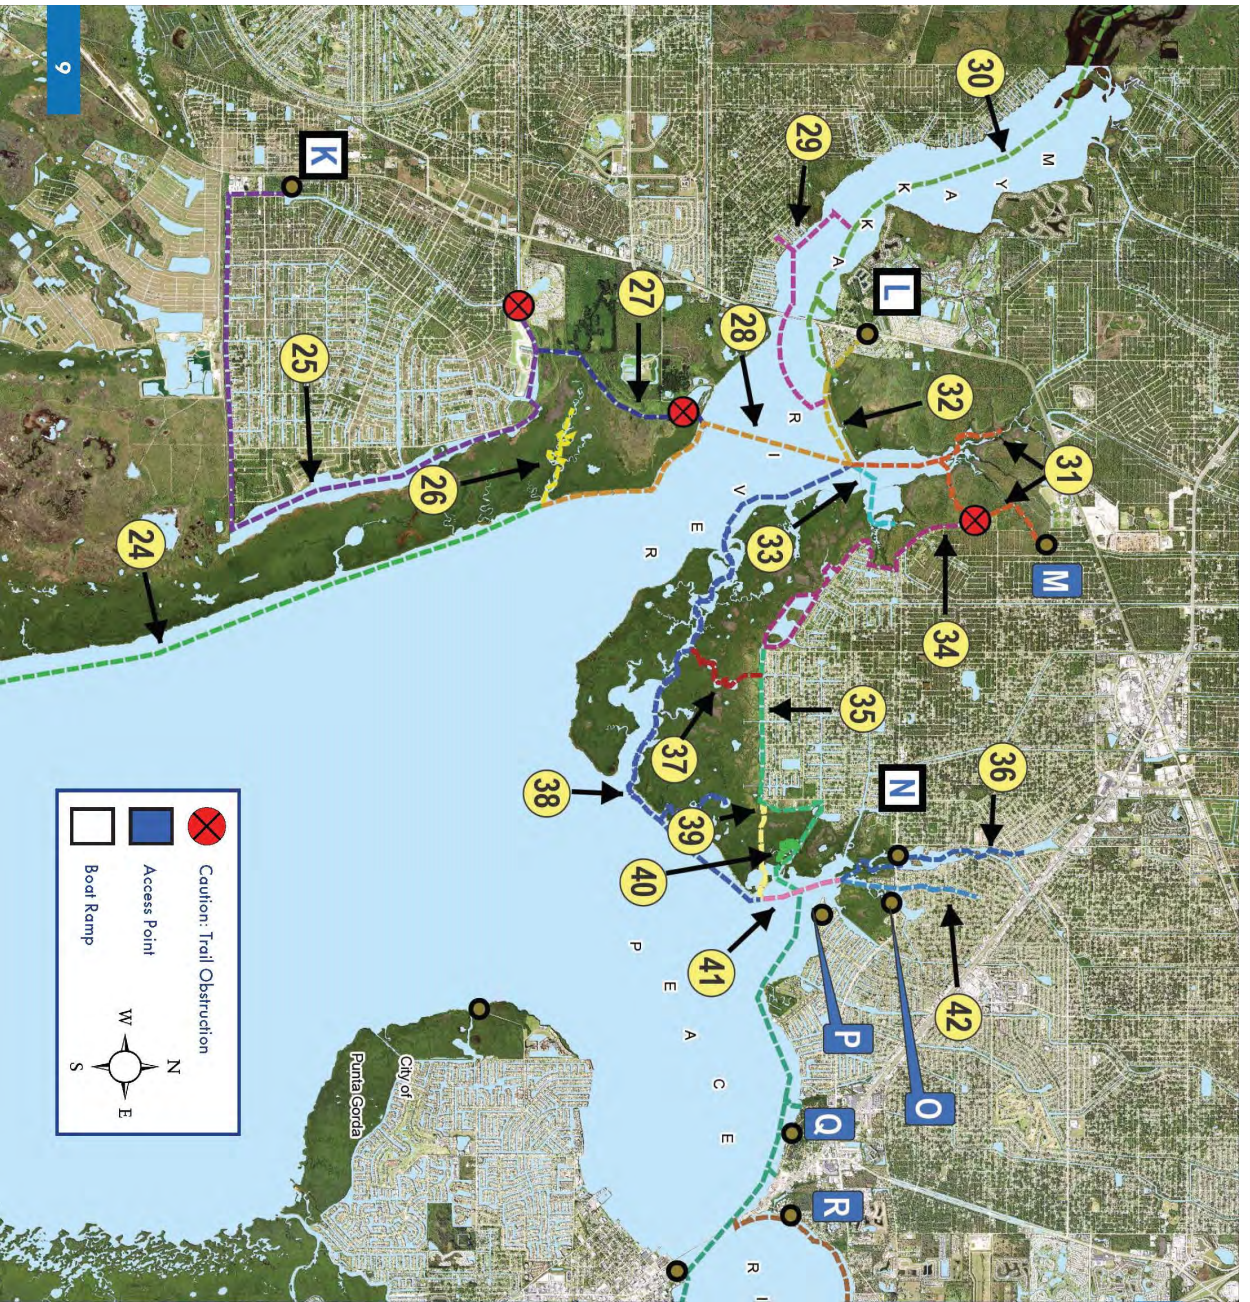 M Y A K K A R I V E R
P E A C E R I
30
29
L
31
M
32
33
34
28
27
K
25
26
24
35
36
N
37
38
39
40
41
42
O
P
Q
R
City of
Punta Gorda
Caution: Trail Obstruction
Access Point
Boat Ramp
N
W
E
S
9